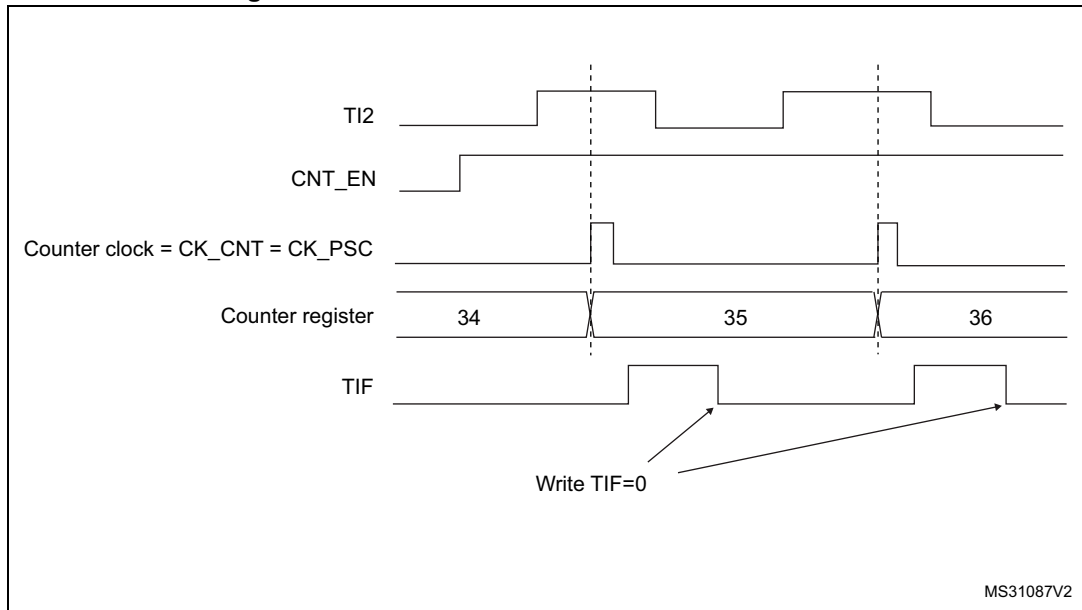 TI2
CNT_EN
Counter clock = CK_CNT = CK_PSC
Counter register 34 35 36
TIF
Write TIF=0
MS31087V2